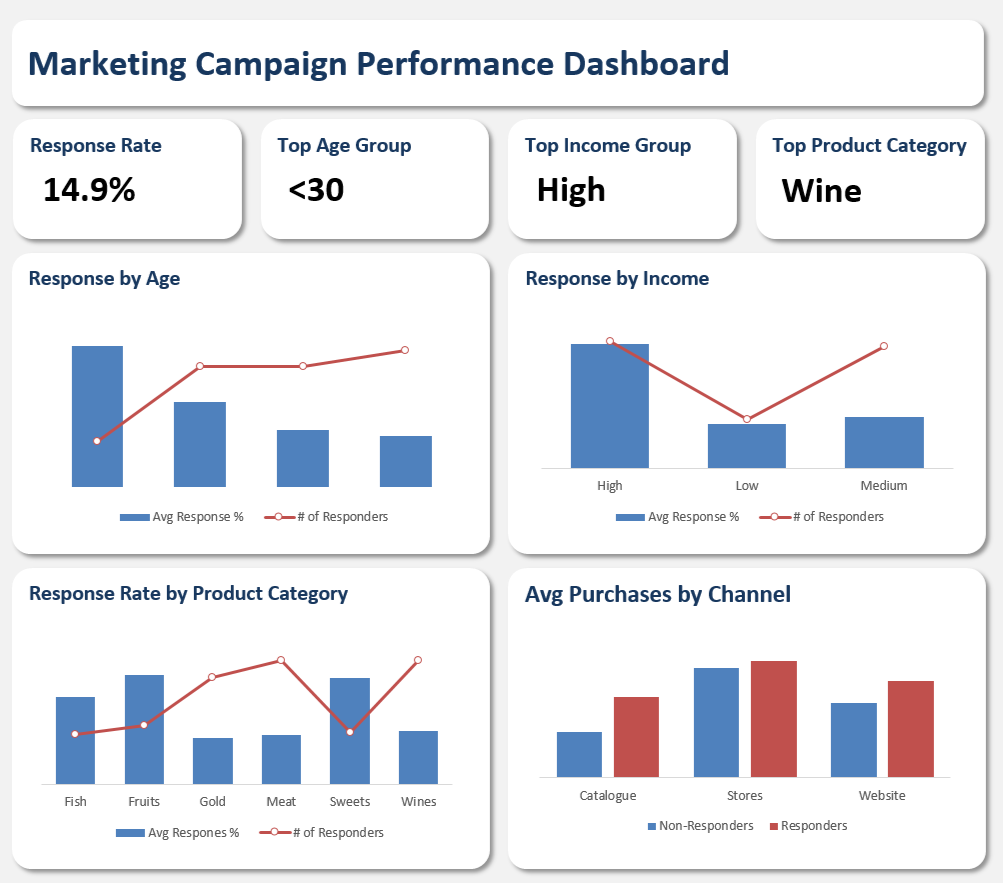 Marketing Campaign Performance Dashboard
Response Rate
14.9%
Top Age Group
<30
Top Income Group
High
Top Product Category
Wine
Response by Age
Avg Response % # of Responders
Response by Income
High Low Medium
Avg Response % # of Responders
Response Rate by Product Category
Fish Fruits Gold Meat Sweets Wines
Avg Respones % # of Responders
Avg Purchases by Channel
Catalogue Stores Website
Non-Responders Responders